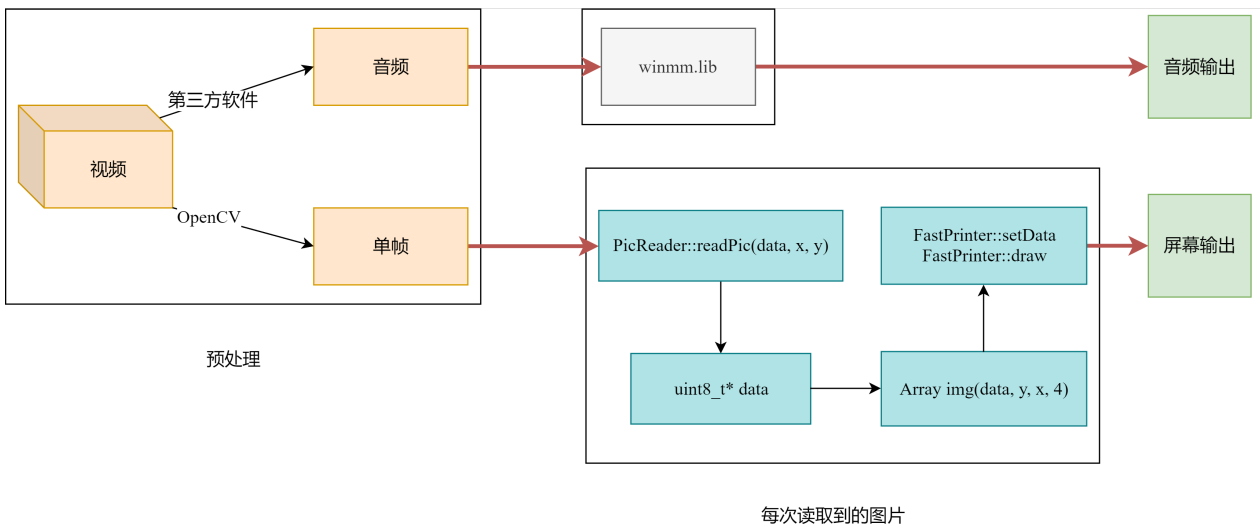 音频
winmm.lib
音频输出
第三方软件
视频
OpenCV
单帧
PicReader::readPic(data, x, y)
FastPrinter::setData
FastPrinter::draw
屏幕输出
uint8_t* data
Array img(data, y, x, 4)
预处理
每次读取到的图片